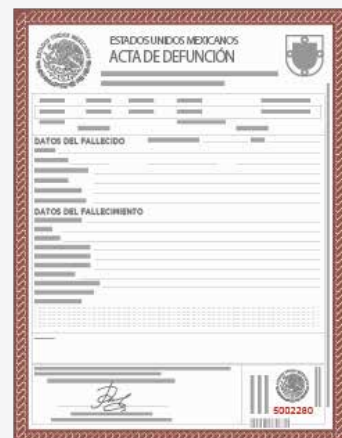 ESTADOS UNIDOS MEXICANOS
ACTA DE DEFUNCIÓN
DATOS DEL FALLECIDO
DATOS DEL FALLECIMIENTO
5002280